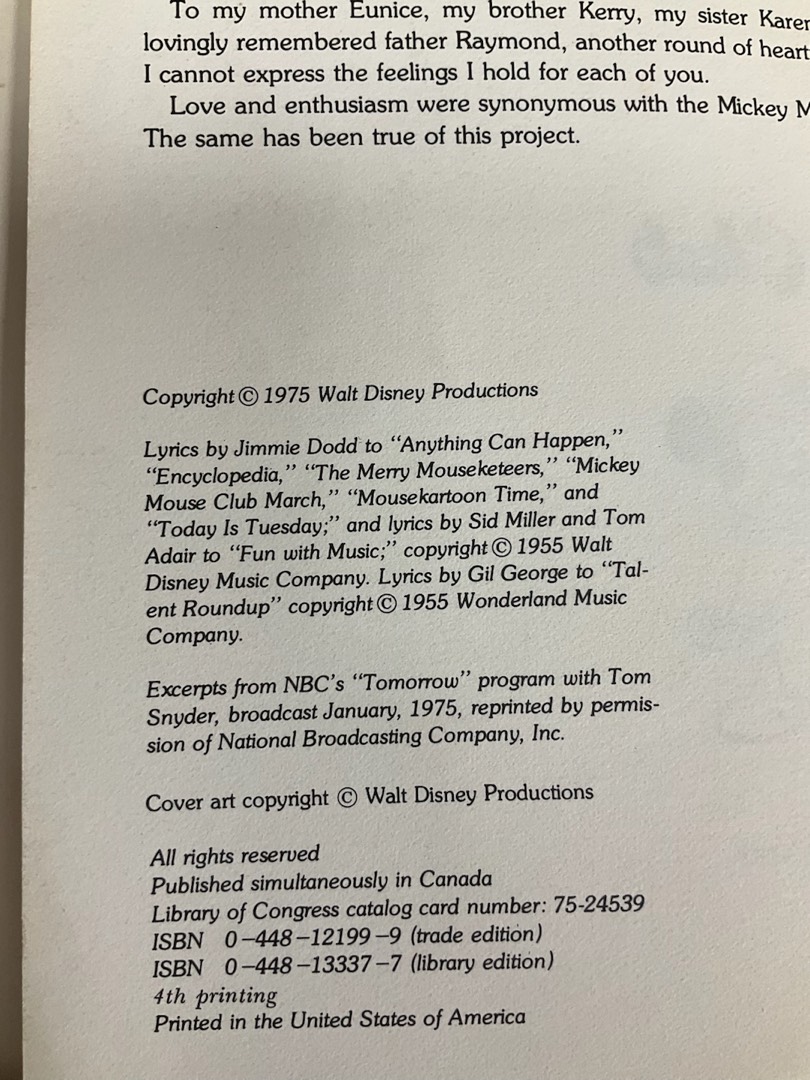 To my mother Eunice, my brother Kerry, my sister Karen
lovingly remembered father Raymond, another round of heart
I cannot express the feelings I hold for each of you.
Love and enthusiasm were synonymous with the Mickey M
The same has been true of this project.
Copyright © 1975 Walt Disney Productions
Lyrics by Jimmie Dodd to “Anything Can Happen,”
“Encyclopedia,” “The Merry Mouseketeers,” “Mickey
Mouse Club March,” “Mousekartoon Time,” and
“Today Is Tuesday;” and lyrics by Sid Miller and Tom
Adair to “Fun with Music;” copyright © 1955 Walt
Disney Music Company. Lyrics by Gil George to “Tal-
ent Roundup” copyright © 1955 Wonderland Music
Company.
Excerpts from NBC’s “Tomorrow” program with Tom
Snyder, broadcast January, 1975, reprinted by permis-
sion of National Broadcasting Company, Inc.
Cover art copyright © Walt Disney Productions
All rights reserved
Published simultaneously in Canada
Library of Congress catalog card number: 75-24539
ISBN 0–448–12199–9 (trade edition)
ISBN 0–448–13337–7 (library edition)
4th printing
Printed in the United States of America